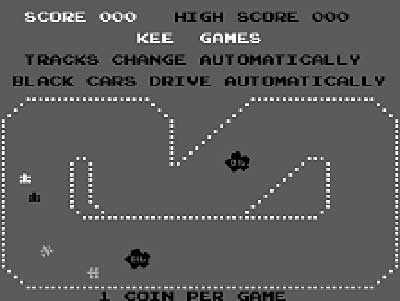 SCORE 000 HIGH SCORE 000
KEE GAMES
TRACKS CHANGE AUTOMATICALLY
BLACK CARS DRIVE AUTOMATICALLY
1 COIN PER GAME